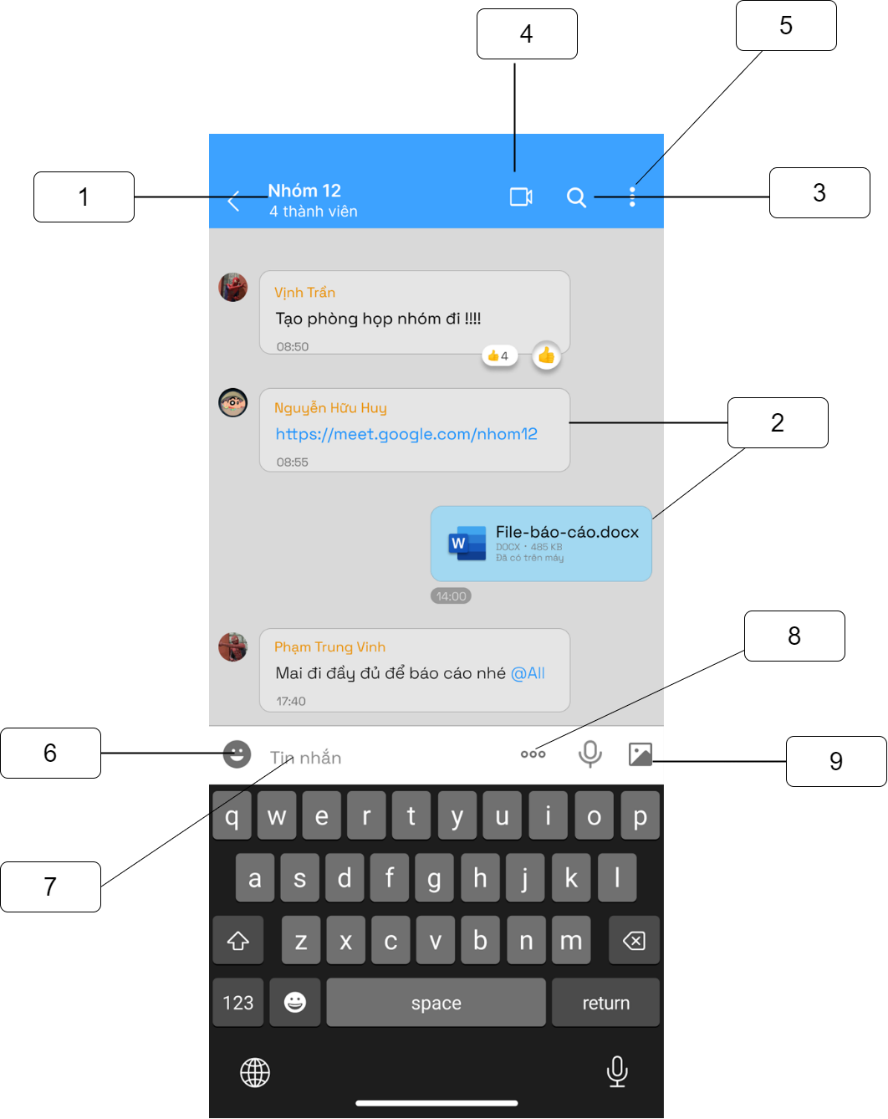 4
5
1
Nhóm 12
4 thành viên
3
Vịnh Trần
Tạo phòng họp nhóm đi !!!!
08:50
4
Nguyễn Hữu Huy
https://meet.google.com/nhom12
08:55
2
W
File-báo-cáo.docx
DOCX • 485 KB
Đã có trên máy
14:00
8
Phạm Trung Vinh
Mai đi đầy đủ để báo cáo nhé @All
17:40
6
Tin nhắn
9
7
q w e r t y u i o p
a s d f g h j k l
z x c v b n m
123 space return